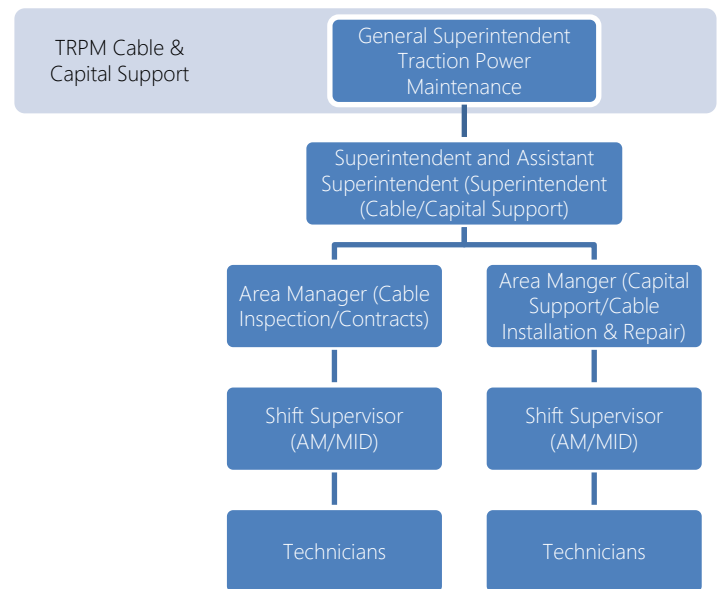 TRPM Cable &
Capital Support
General Superintendent
Traction Power
Maintenance
Superintendent and Assistant
Superintendent (Superintendent
(Cable/Capital Support)
Area Manager (Cable
Inspection/Contracts)
Area Manger (Capital
Support/Cable
Installation & Repair)
Shift Supervisor
(AM/MID)
Shift Supervisor
(AM/MID)
Technicians
Technicians